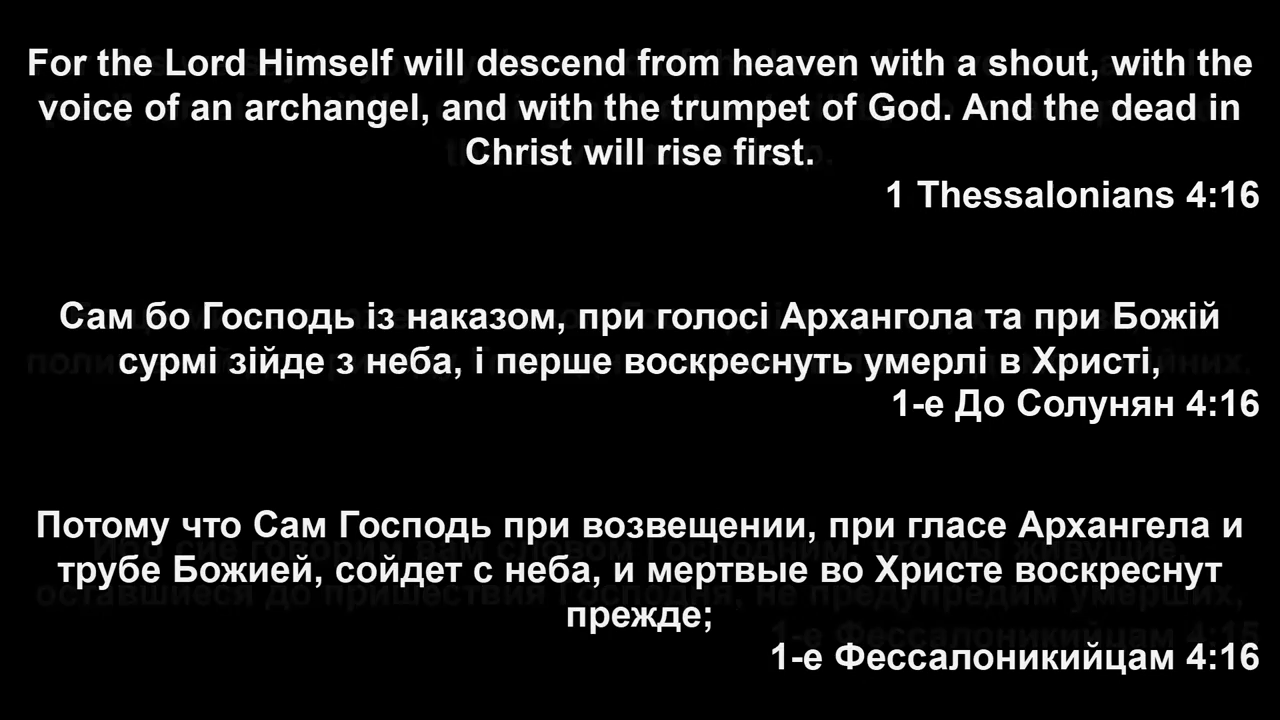 For the Lord Himself will descend from heaven with a shout, with the
voice of an archangel, and with the trumpet of God. And the dead in
Christ will rise first.
1 Thessalonians 4:16
Сам бо Господь із наказом, при голосі Архангола та при Божій
сурмі зійде з неба, і перше воскреснуть умерлі в Христі,
1-е До Солунян 4:16
Потому что Сам Господь при возвещении, при гласе Архангела и
трубе Божией, сойдет с неба, и мертвые во Христе воскреснут
прежде;
1-е Фессалоникийцам 4:16